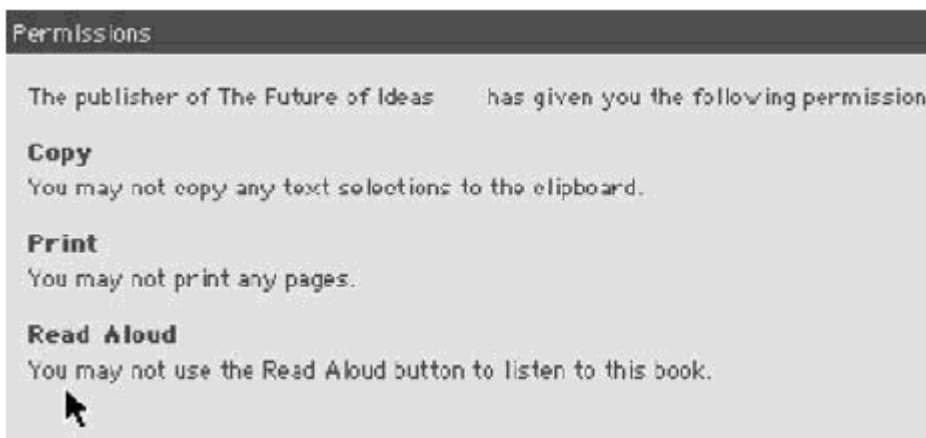 Permissions
The publisher of The Future of Ideas has given you the following permission
Copy
You may not copy any text selections to the clipboard.
Print
You may not print any pages.
Read Aloud
You may not use the Read Aloud button to listen to this book.